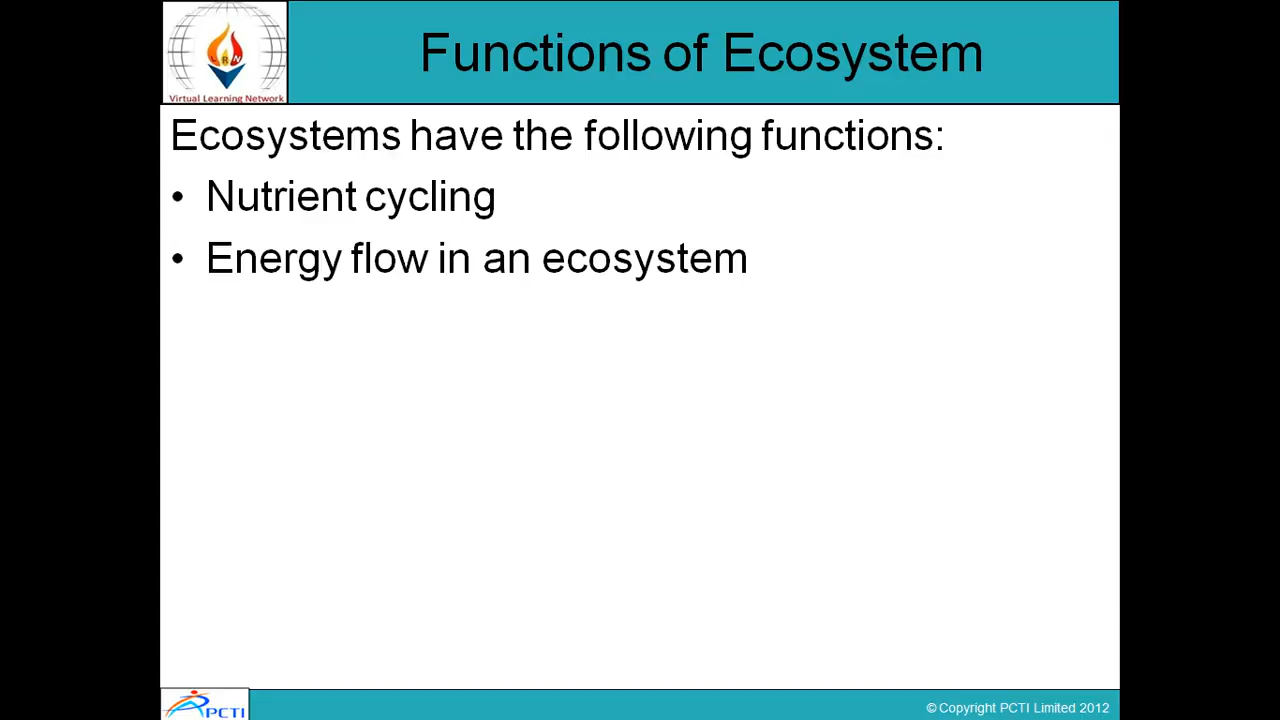 Functions of Ecosystem
Virtual Learning Network
Ecosystems have the following functions:
• Nutrient cycling
• Energy flow in an ecosystem
PCTI
© Copyright PCTI Limited 2012